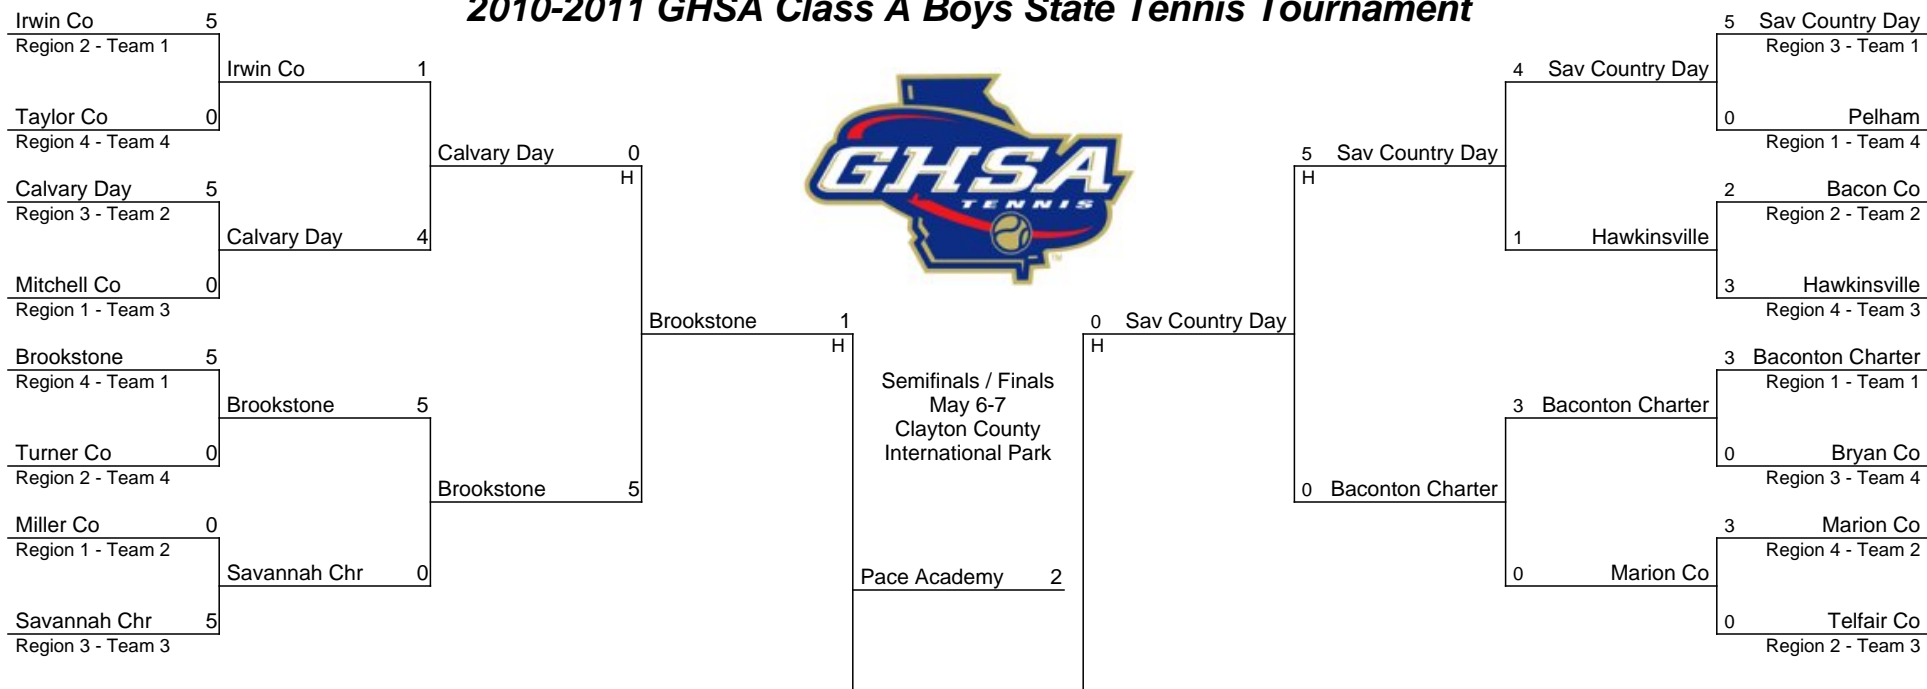 2010-2011 GHSA Class A Boys State Tennis Tournament
Irwin Co 5
Region 2 - Team 1
Taylor Co 0
Region 4 - Team 4
Calvary Day 5
Region 3 - Team 2
Mitchell Co 0
Region 1 - Team 3
Brookstone 5
Region 4 - Team 1
Turner Co 0
Region 2 - Team 4
Miller Co 0
Region 1 - Team 2
Savannah Chr 5
Region 3 - Team 3
Irwin Co 1
Calvary Day 4
Brookstone 5
Savannah Chr 0
Calvary Day 0
H
Brookstone 5
Brookstone 1
H
GHSA
TENNIS
TM
Semifinals / Finals
May 6-7
Clayton County
International Park
Pace Academy 2
0 Sav Country Day
H
5 Sav Country Day
H
0 Baconton Charter
4 Sav Country Day
1 Hawkinsville
3 Baconton Charter
0 Marion Co
5 Sav Country Day
Region 3 - Team 1
0 Pelham
Region 1 - Team 4
2 Bacon Co
Region 2 - Team 2
3 Hawkinsville
Region 4 - Team 3
3 Baconton Charter
Region 1 - Team 1
0 Bryan Co
Region 3 - Team 4
3 Marion Co
Region 4 - Team 2
0 Telfair Co
Region 2 - Team 3